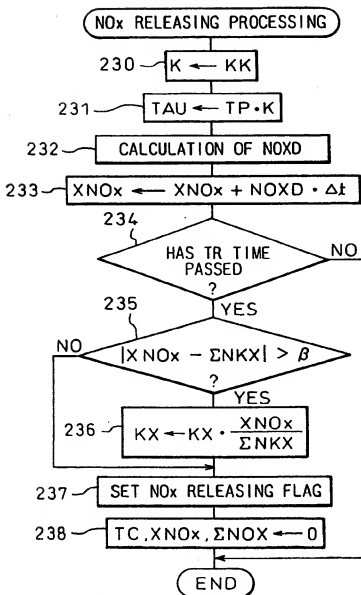 NOx RELEASING PROCESSING
230
K ← KK
231
TAU ← TP·K
232
CALCULATION OF NOXD
233
XNOx ← XNOx + NOXD · Δt
234
HAS TR TIME
PASSED
?
NO
YES
235
NO
|XNOx − ΣNKX| > β
?
YES
236
KX ← KX · XNOx
ΣNKX
237
SET NOx RELEASING FLAG
238
TC, XNOx, ΣNOX ← 0
END